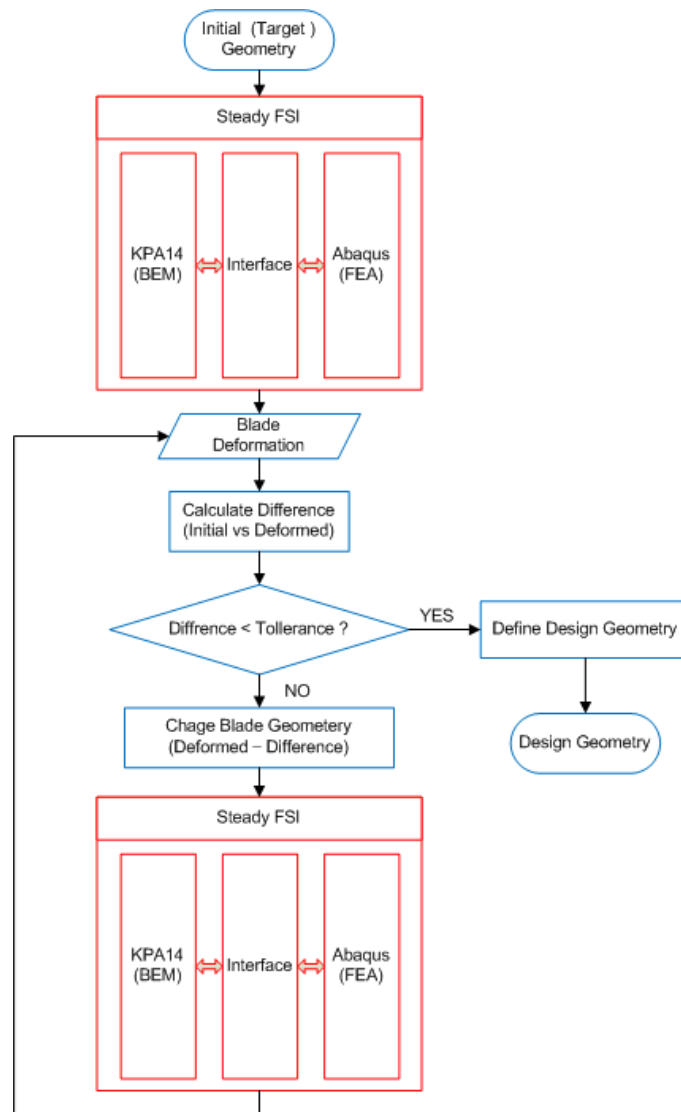 Initial (Target )
Geometry
Steady FSI
KPA14
(BEM)
Interface
Abaqus
(FEA)
Blade
Deformation
Calculate Difference
(Initial vs Deformed)
Diffrence < Tollerance ?
YES
Define Design Geometry
NO
Chage Blade Geometery
(Deformed – Difference)
Design Geometry
Steady FSI
KPA14
(BEM)
Interface
Abaqus
(FEA)